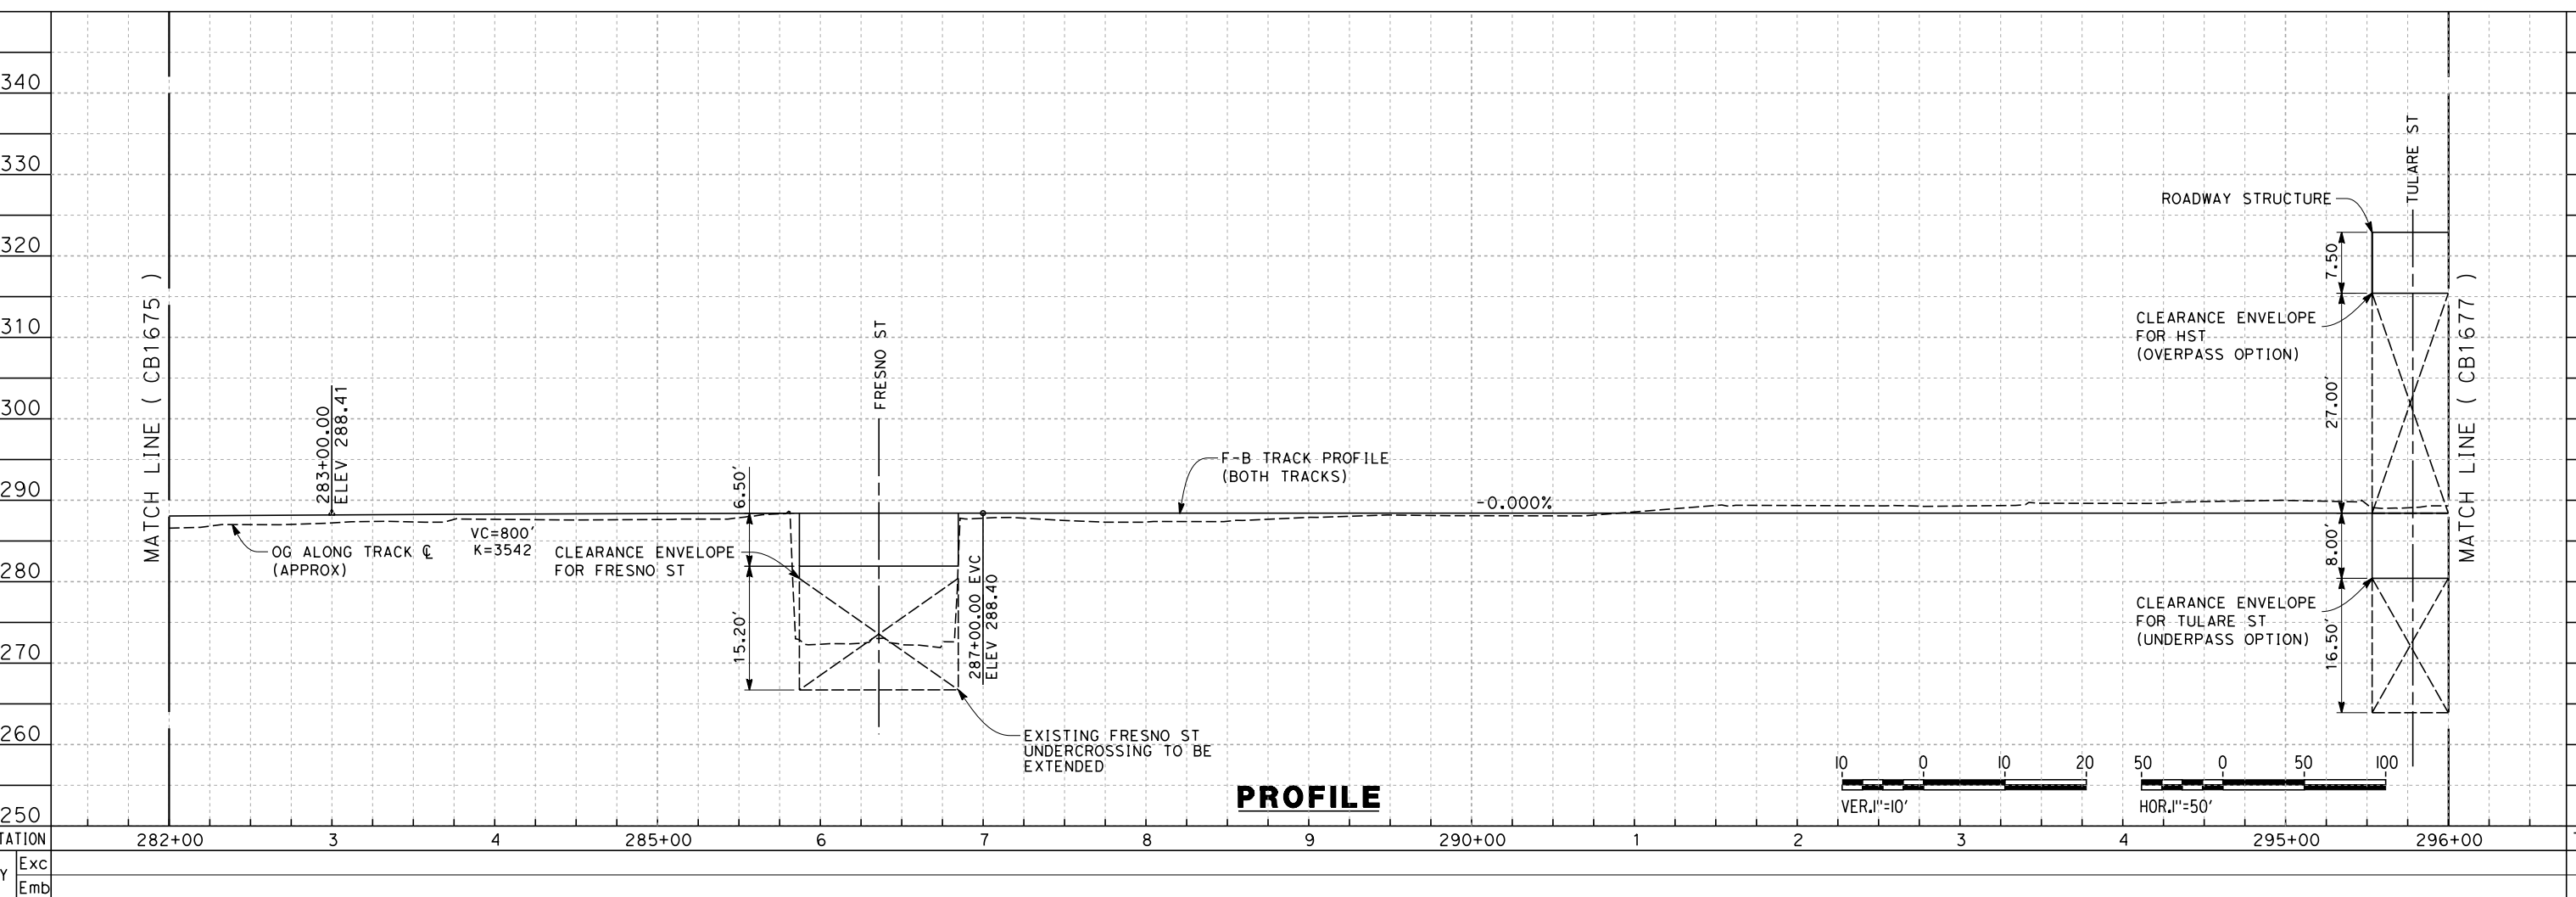 340
330
320
310
300
290
280
270
260
250
MATCH LINE ( CB1675 )
283+00.00
ELEV 288.41
OG ALONG TRACK ℄
(APPROX)
VC=800'
K=3542
CLEARANCE ENVELOPE
FOR FRESNO ST
6.50'
15.20'
FRESNO ST
287+00.00 EVC
ELEV 288.40
EXISTING FRESNO ST
UNDERCROSSING TO BE
EXTENDED
F-B TRACK PROFILE
(BOTH TRACKS)
-0.000%
TULARE ST
ROADWAY STRUCTURE
7.50
CLEARANCE ENVELOPE
FOR HST
(OVERPASS OPTION)
27.00'
8.00'
CLEARANCE ENVELOPE
FOR TULARE ST
(UNDERPASS OPTION)
16.50'
MATCH LINE ( CB1677 )
PROFILE
10 0 10 20
VER.1"=10'
50 0 50 100
HOR.1"=50'
TATION 282+00 3 4 285+00 6 7 8 9 290+00 1 2 3 4 295+00 296+00
Y
Exc
Emb